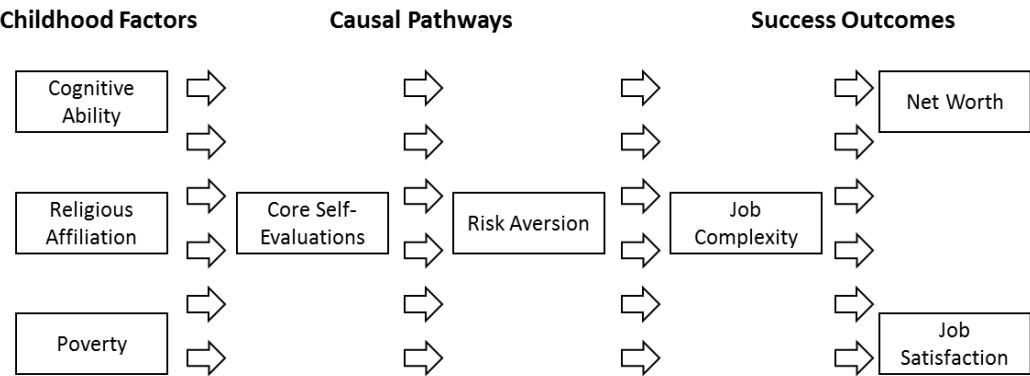 Childhood Factors
Causal Pathways
Success Outcomes
Cognitive
Ability
Net Worth
Religious
Affiliation
Core Self-
Evaluations
Risk Aversion
Job
Complexity
Poverty
Job
Satisfaction